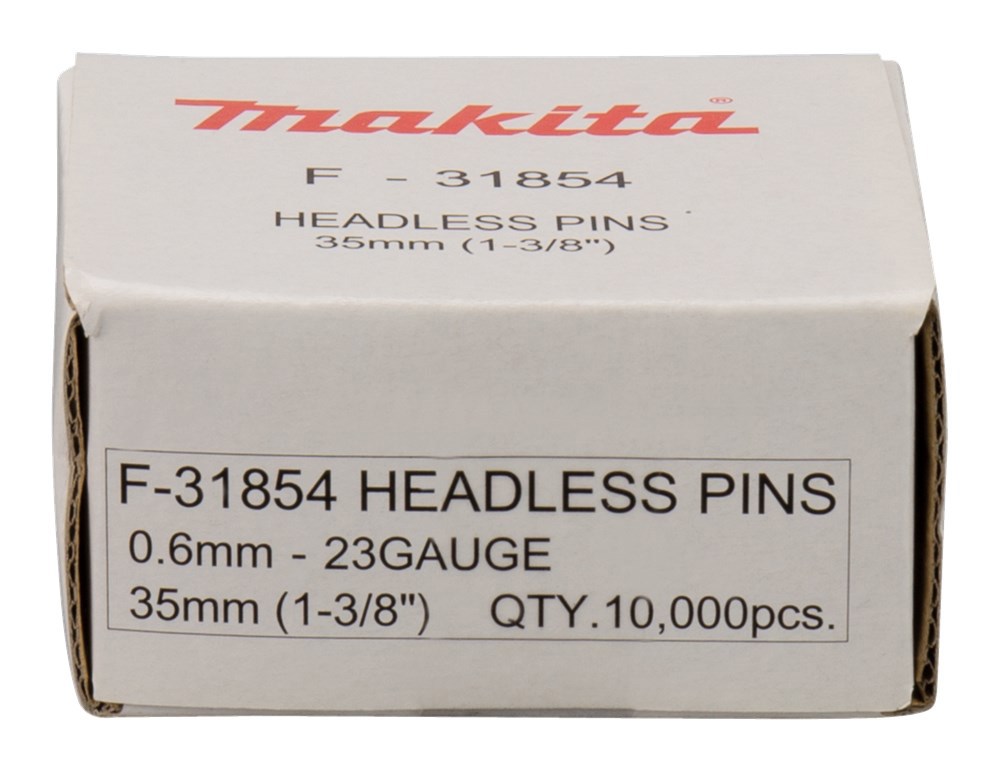 makita®
F - 31854
HEADLESS PINS
35mm (1-3/8")
F-31854 HEADLESS PINS
0.6mm - 23GAUGE
35mm (1-3/8") QTY.10,000pcs.